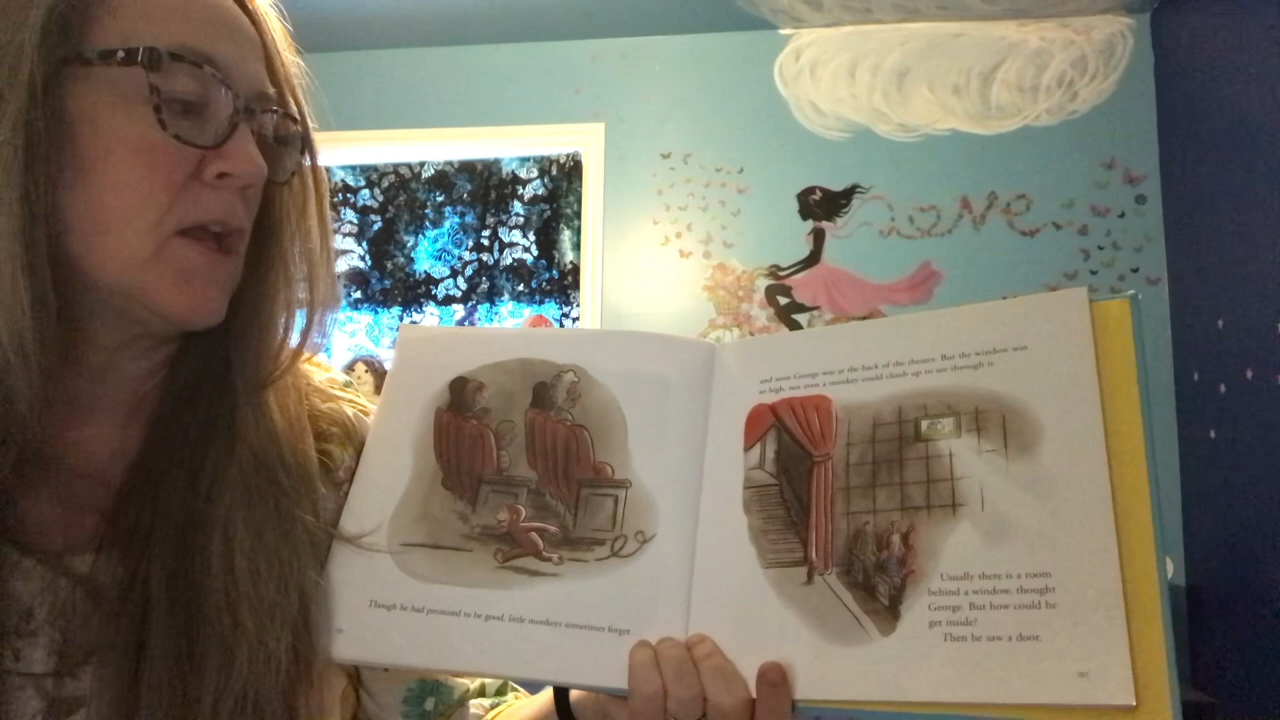 love
Though he had promised to be good, little monkeys sometimes forget
and soon George was at the back of the theater. But the window was
so high, not even a monkey could climb up to see through it.
Usually there is a room
behind a window, thought
George. But how could he
get inside?
Then he saw a door.